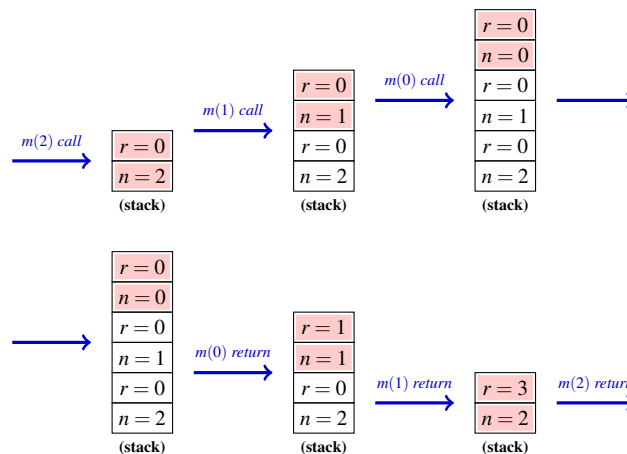 m(2) call
r = 0
n = 2
(stack)
m(1) call
r = 0
n = 1
r = 0
n = 2
(stack)
m(0) call
r = 0
n = 0
r = 0
n = 1
r = 0
n = 2
(stack)
r = 0
n = 0
r = 0
n = 1
r = 0
n = 2
(stack)
m(0) return
r = 1
n = 1
r = 0
n = 2
(stack)
m(1) return
r = 3
n = 2
(stack)
m(2) return